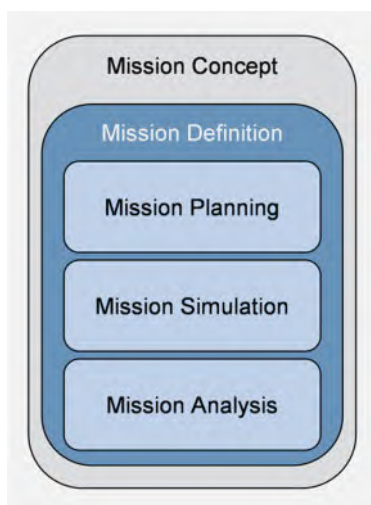 Mission Concept
Mission Definition
Mission Planning
Mission Simulation
Mission Analysis